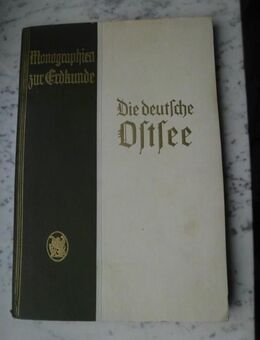 Monographien
zur Erdkunde
Die deutſche
Oſtſee